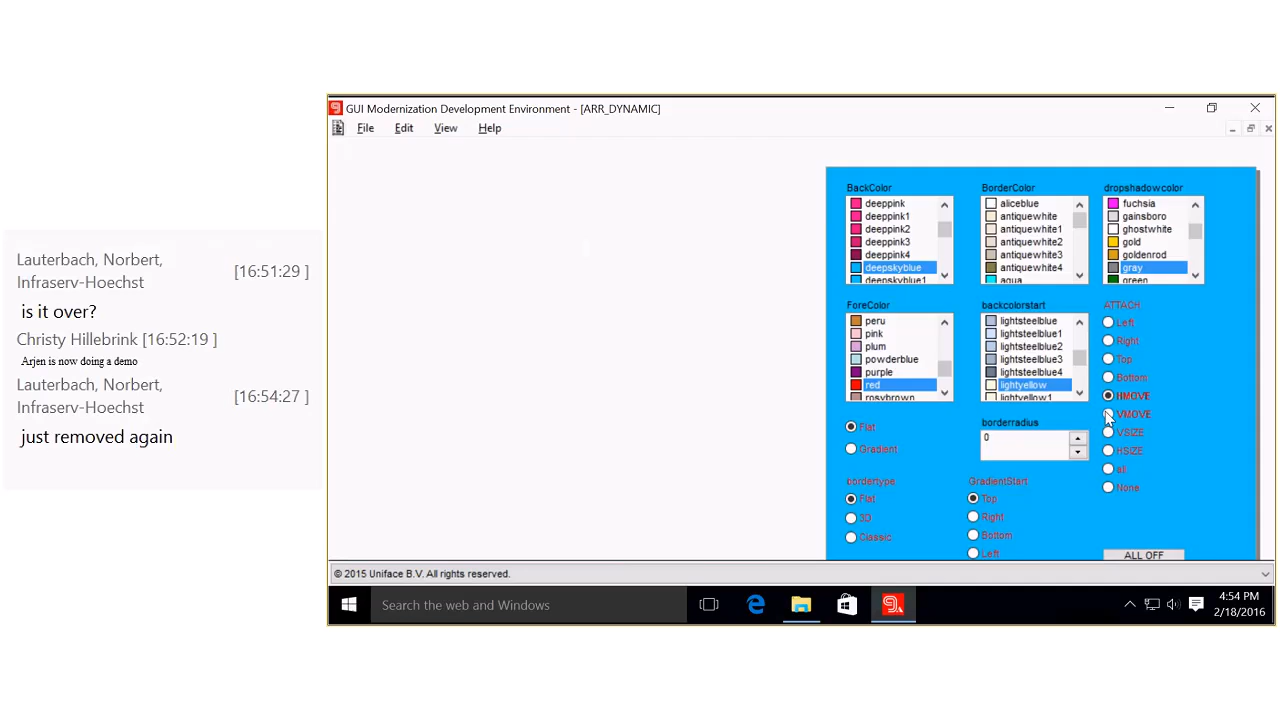 Lauterbach, Norbert,
Infraserv-Hoechst
[16:51:29 ]
is it over?
Christy Hillebrink [16:52:19 ]
Arjen is now doing a demo
Lauterbach, Norbert,
Infraserv-Hoechst
[16:54:27 ]
just removed again
GUI Modernization Development Environment - [ARR_DYNAMIC]
File Edit View Help
BackColor
deeppink
deeppink1
deeppink2
deeppink3
deeppink4
deepskyblue
deepskyblue1
BorderColor
aliceblue
antiquewhite
antiquewhite1
antiquewhite2
antiquewhite3
antiquewhite4
aqua
dropshadowcolor
fuchsia
gainsboro
ghostwhite
gold
goldenrod
gray
green
ForeColor
peru
pink
plum
powderblue
purple
red
rosybrown
backcolorstart
lightsteelblue
lightsteelblue1
lightsteelblue2
lightsteelblue3
lightsteelblue4
lightyellow
lightyellow1
ATTACH
Left
Right
Top
Bottom
HMOVE
VMOVE
VSIZE
HSIZE
all
None
Flat
Gradient
borderradius
0
bordertype
Flat
3D
Classic
GradientStart
Top
Right
Bottom
Left
ALL OFF
© 2015 Uniface B.V. All rights reserved.
Search the web and Windows
4:54 PM
2/18/2016